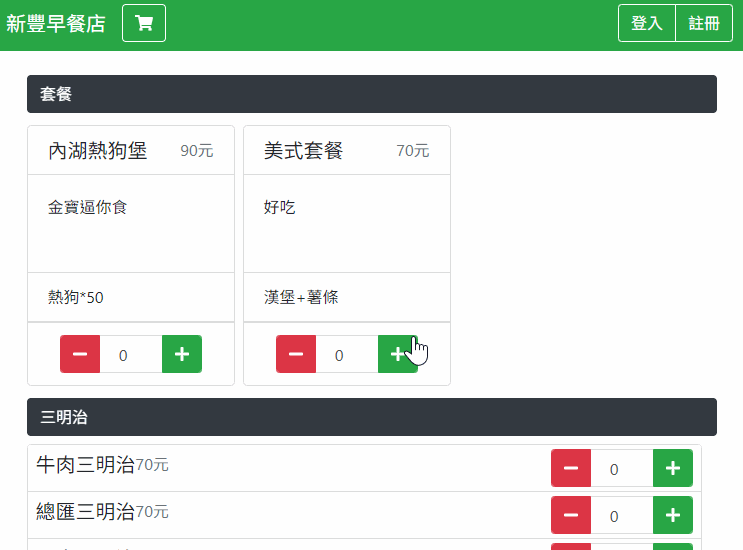 新豐早餐店
登入 註冊
套餐
內湖熱狗堡 90元
金寶逼你食
熱狗*50
0
美式套餐 70元
好吃
漢堡+薯條
0
三明治
牛肉三明治70元
0
總匯三明治70元
0